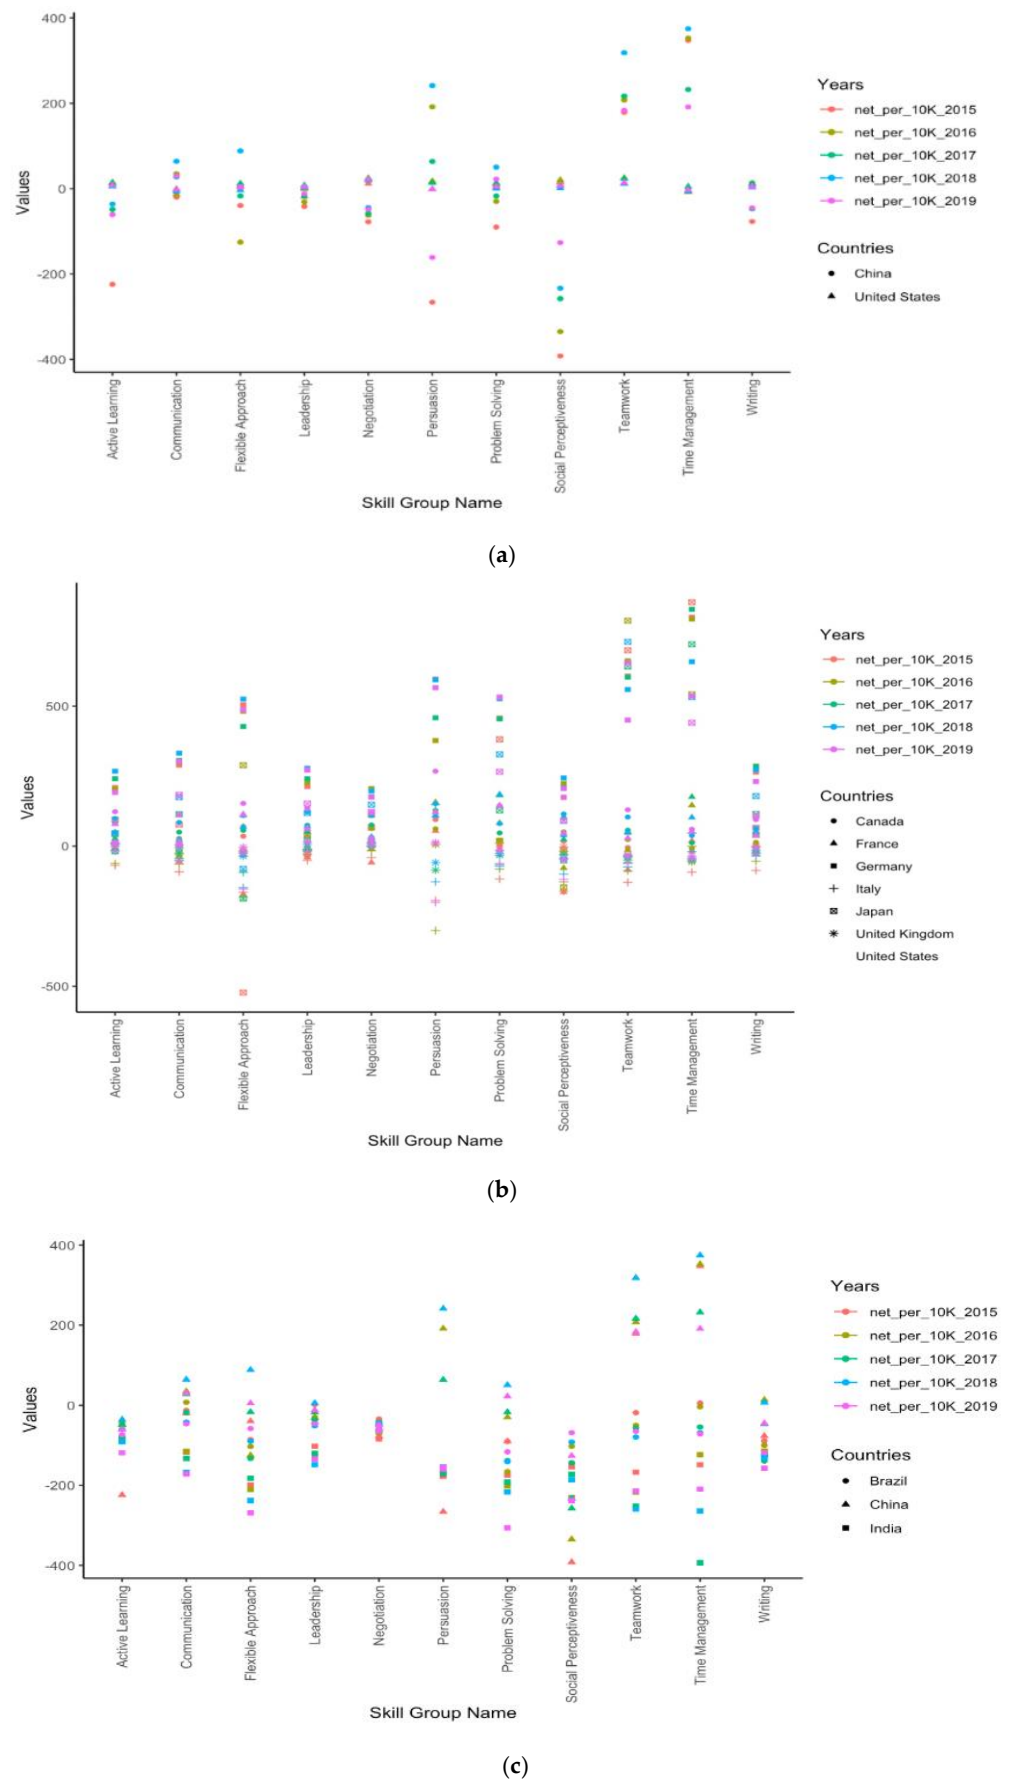 400
200
0
-200
-400
Values
Active Learning
Communication
Flexible Approach
Leadership
Negotiation
Persuasion
Problem Solving
Social Perceptiveness
Teamwork
Time Management
Writing
Skill Group Name
Years
net_per_10K_2015
net_per_10K_2016
net_per_10K_2017
net_per_10K_2018
net_per_10K_2019
Countries
China
United States
(a)
500
0
-500
Values
Active Learning
Communication
Flexible Approach
Leadership
Negotiation
Persuasion
Problem Solving
Social Perceptiveness
Teamwork
Time Management
Writing
Skill Group Name
Years
net_per_10K_2015
net_per_10K_2016
net_per_10K_2017
net_per_10K_2018
net_per_10K_2019
Countries
Canada
France
Germany
Italy
Japan
United Kingdom
United States
(b)
400
200
0
-200
-400
Values
Active Learning
Communication
Flexible Approach
Leadership
Negotiation
Persuasion
Problem Solving
Social Perceptiveness
Teamwork
Time Management
Writing
Skill Group Name
Years
net_per_10K_2015
net_per_10K_2016
net_per_10K_2017
net_per_10K_2018
net_per_10K_2019
Countries
Brazil
China
India
(c)